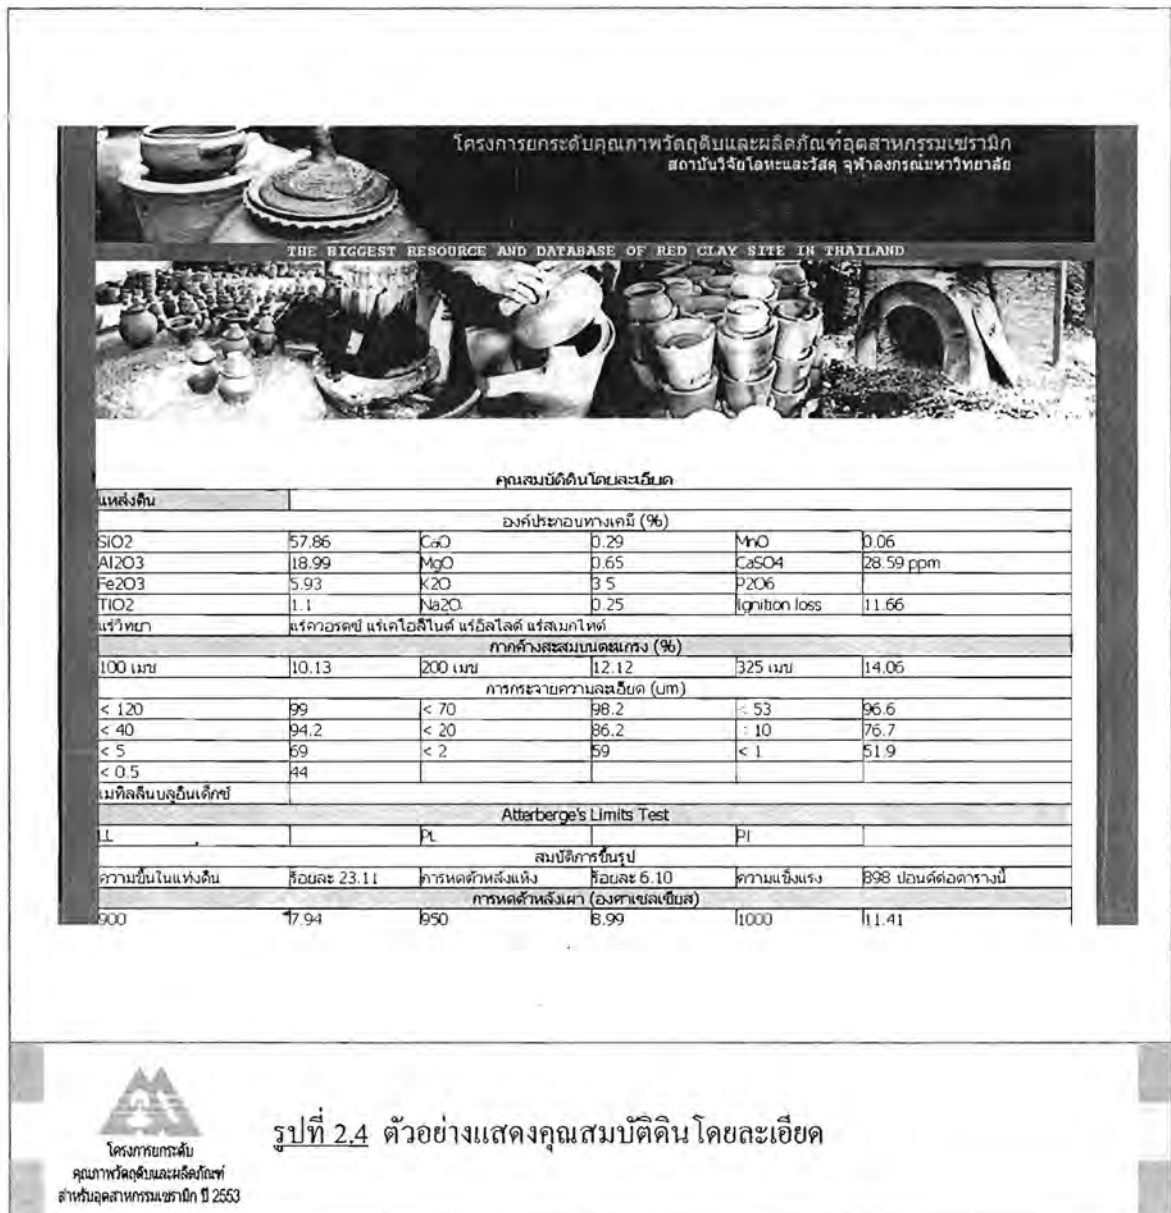 โครงการยกระดับคุณภาพวัตถุดิบและผลิตภัณฑ์อุตสาหกรรมเซรามิก
สถาบันวิจัยโลหะและวัสดุ จุฬาลงกรณ์มหาวิทยาลัย
THE BIGGEST RESOURCE AND DATABASE OF RED CLAY SITE IN THAILAND
คุณสมบัติดินโดยละเอียด
แหล่งดิน
องค์ประกอบทางเคมี (%)
SiO2 57.86 CaO 0.29 MnO 0.06
Al2O3 18.99 MgO 0.65 CaSO4 28.59 ppm
Fe2O3 5.93 K2O 3.5 P2O6
TiO2 1.1 Na2O 0.25 Ignition loss 11.66
แร่วิทยา แร่ควอรตซ์ แร่เคโอลิไนต์ แร่อิลไลต์ แร่สเมกไทต์
กากค้างสะสมบนตะแกรง (%)
100 เมช 10.13 200 เมช 12.12 325 เมช 14.06
การกระจายความละเอียด (um)
< 120 99 < 70 98.2 < 53 96.6
< 40 94.2 < 20 86.2 < 10 76.7
< 5 69 < 2 59 < 1 51.9
< 0.5 44
เมทิลลีนบลูอินเด็กซ์
Atterberge's Limits Test
LL PL PI
สมบัติการขึ้นรูป
ความชื้นในแท่งดิน ร้อยละ 23.11 การหดตัวหลังแห้ง ร้อยละ 6.10 ความแข็งแรง 898 ปอนด์ต่อตารางนิ้ว
การหดตัวหลังเผา (องศาเซลเซียส)
900 7.94 950 8.99 1000 11.41
โครงการยกระดับ
คุณภาพวัตถุดิบและผลิตภัณฑ์
สำหรับอุตสาหกรรมเซรามิก ปี 2553
รูปที่ 2.4 ตัวอย่างแสดงคุณสมบัติดินโดยละเอียด